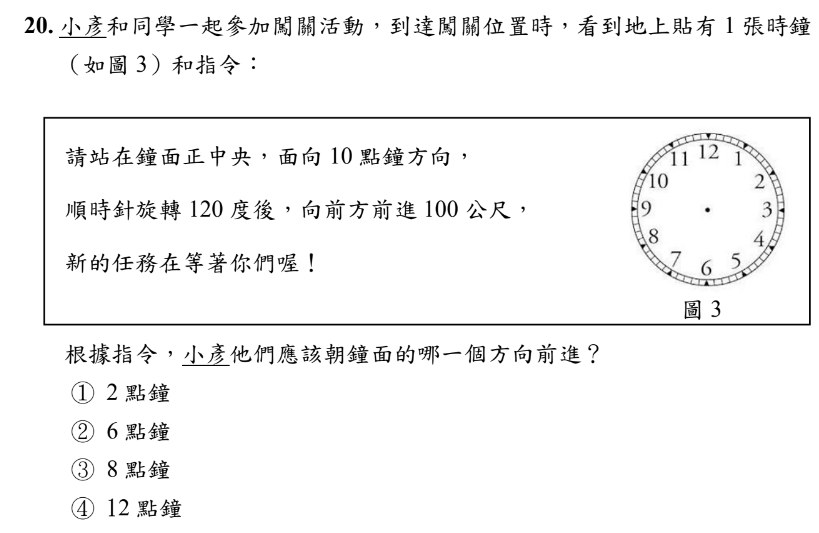 20. 小彥和同學一起參加闖關活動，到達闖關位置時，看到地上貼有 1 張時鐘
（如圖 3）和指令：
請站在鐘面正中央，面向 10 點鐘方向，
順時針旋轉 120 度後，向前方前進 100 公尺，
新的任務在等著你們喔！
11 12 1
10 2
9 3
8 4
7 6 5
圖 3
根據指令，小彥他們應該朝鐘面的哪一個方向前進？
① 2 點鐘
② 6 點鐘
③ 8 點鐘
④ 12 點鐘